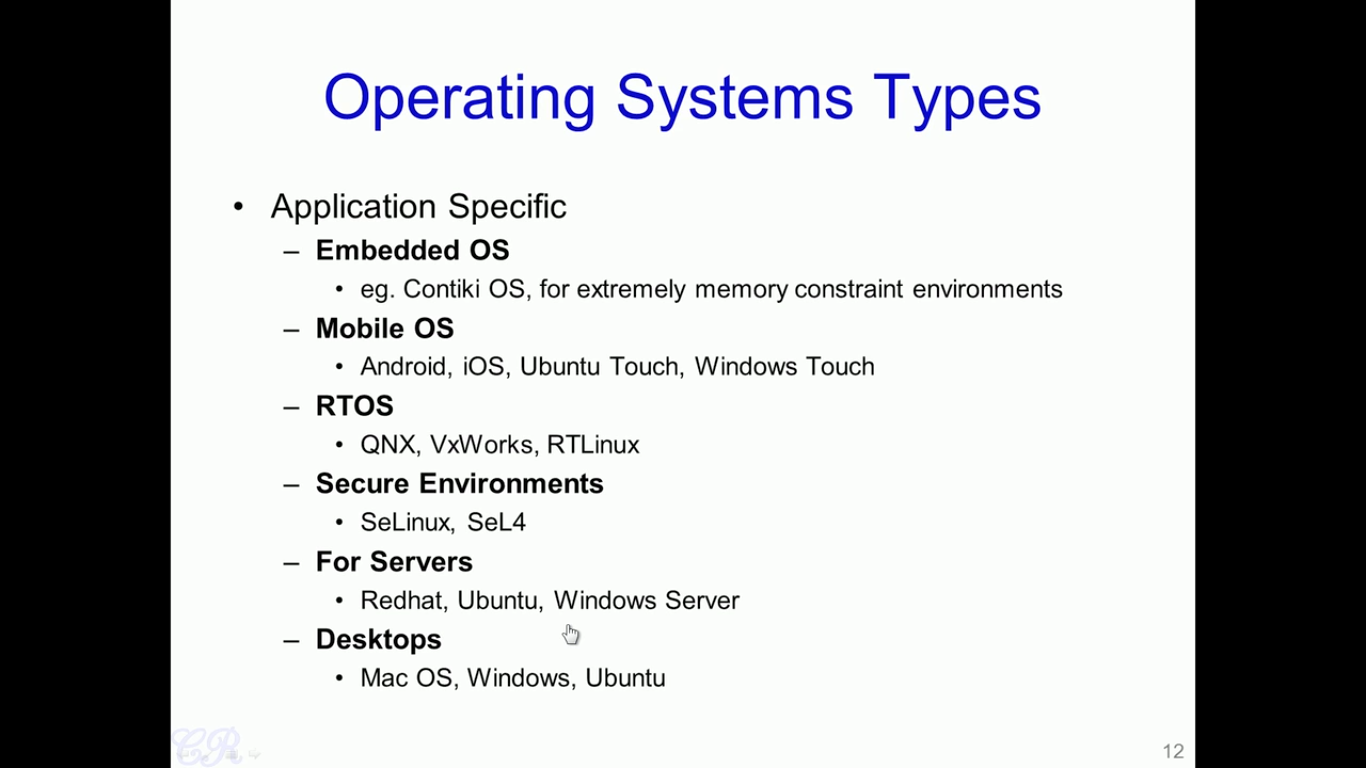 Operating Systems Types
• Application Specific
– Embedded OS
• eg. Contiki OS, for extremely memory constraint environments
– Mobile OS
• Android, iOS, Ubuntu Touch, Windows Touch
– RTOS
• QNX, VxWorks, RTLinux
– Secure Environments
• SeLinux, SeL4
– For Servers
• Redhat, Ubuntu, Windows Server
– Desktops
• Mac OS, Windows, Ubuntu
CR
12